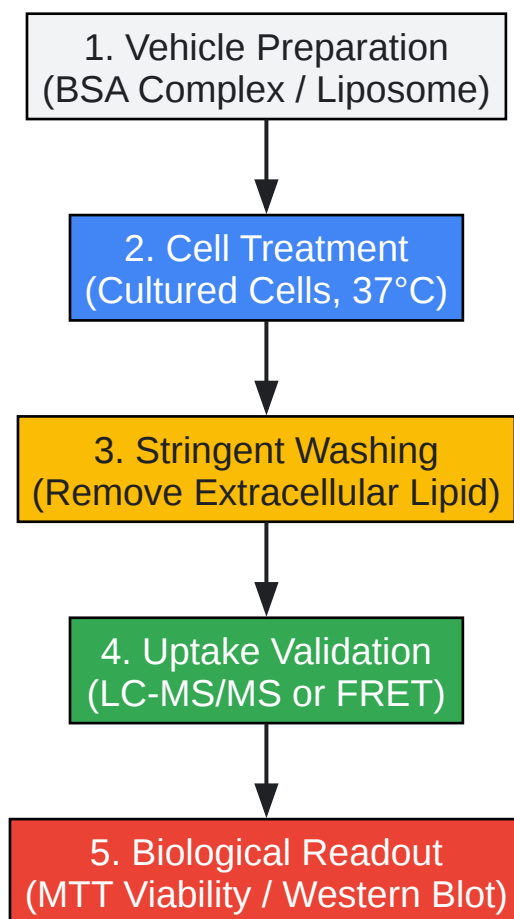 1. Vehicle Preparation
(BSA Complex / Liposome)
2. Cell Treatment
(Cultured Cells, 37°C)
3. Stringent Washing
(Remove Extracellular Lipid)
4. Uptake Validation
(LC-MS/MS or FRET)
5. Biological Readout
(MTT Viability / Western Blot)